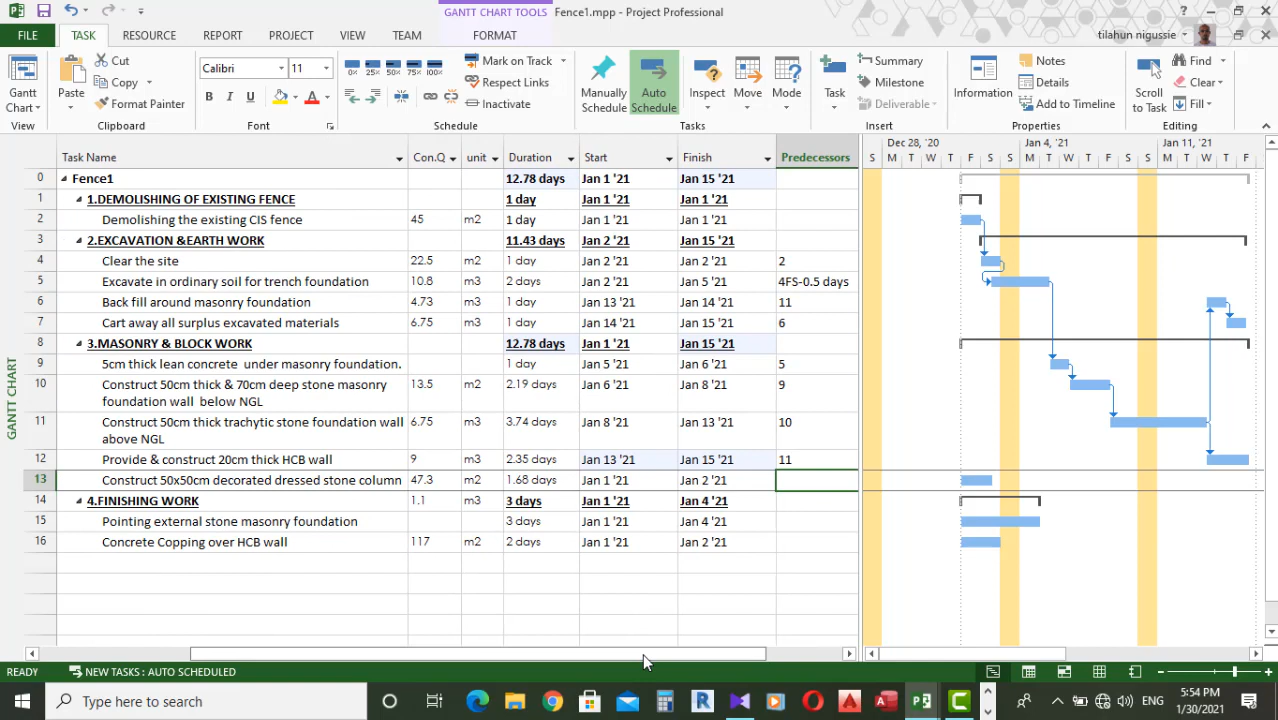 GANTT CHART TOOLS Fence1.mpp - Project Professional
FILE TASK RESOURCE REPORT PROJECT VIEW TEAM FORMAT tilahun nigussie
Cut Calibri 11 Mark on Track Summary Notes Find
Copy Respect Links Milestone Details Clear
Format Painter B I U A Inactivate Deliverable Add to Timeline Fill
Gantt Chart Paste Manually Schedule Auto Schedule Inspect Move Mode Task Information Scroll to Task
0% 25% 50% 75% 100%
View Clipboard Font Schedule Tasks Insert Properties Editing
Dec 28, '20 Jan 4, '21 Jan 11, '21
Task Name Con.Q unit Duration Start Finish Predecessors S M T W T F S S M T W T F S S M T W T F
0 Fence1 12.78 days Jan 1 '21 Jan 15 '21
1 1.DEMOLISHING OF EXISTING FENCE 1 day Jan 1 '21 Jan 1 '21
2 Demolishing the existing CIS fence 45 m2 1 day Jan 1 '21 Jan 1 '21
3 2.EXCAVATION &EARTH WORK 11.43 days Jan 2 '21 Jan 15 '21
4 Clear the site 22.5 m2 1 day Jan 2 '21 Jan 2 '21 2
5 Excavate in ordinary soil for trench foundation 10.8 m3 2 days Jan 2 '21 Jan 5 '21 4FS-0.5 days
6 Back fill around masonry foundation 4.73 m3 1 day Jan 13 '21 Jan 14 '21 11
7 Cart away all surplus excavated materials 6.75 m3 1 day Jan 14 '21 Jan 15 '21 6
8 3.MASONRY & BLOCK WORK 12.78 days Jan 1 '21 Jan 15 '21
9 5cm thick lean concrete under masonry foundation. 1 day Jan 5 '21 Jan 6 '21 5
10 Construct 50cm thick & 70cm deep stone masonry 13.5 m2 2.19 days Jan 6 '21 Jan 8 '21 9
foundation wall below NGL
11 Construct 50cm thick trachytic stone foundation wall 6.75 m3 3.74 days Jan 8 '21 Jan 13 '21 10
above NGL
12 Provide & construct 20cm thick HCB wall 9 m3 2.35 days Jan 13 '21 Jan 15 '21 11
13 Construct 50x50cm decorated dressed stone column 47.3 m2 1.68 days Jan 1 '21 Jan 2 '21
14 4.FINISHING WORK 1.1 m3 3 days Jan 1 '21 Jan 4 '21
15 Pointing external stone masonry foundation 3 days Jan 1 '21 Jan 4 '21
16 Concrete Copping over HCB wall 117 m2 2 days Jan 1 '21 Jan 2 '21
GANTT CHART
READY NEW TASKS : AUTO SCHEDULED
Type here to search ENG 5:54 PM
1/30/2021